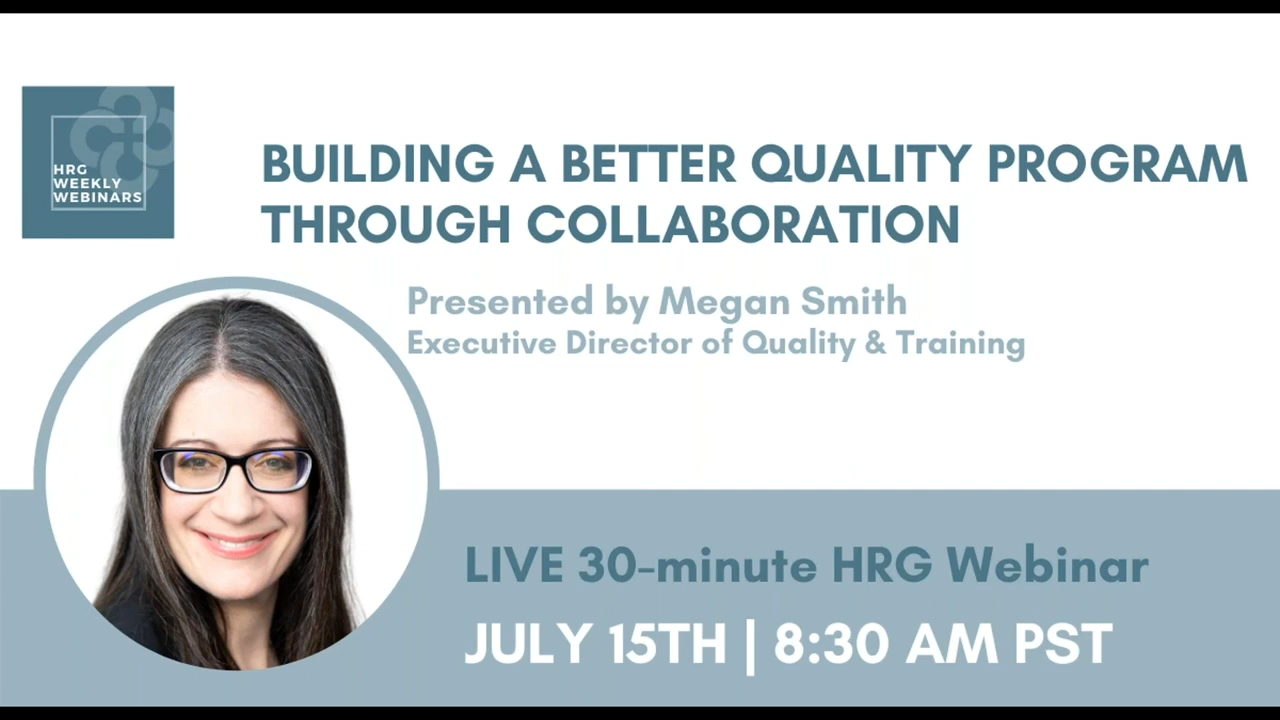 HRG
WEEKLY
WEBINARS
BUILDING A BETTER QUALITY PROGRAM
THROUGH COLLABORATION
Presented by Megan Smith
Executive Director of Quality & Training
LIVE 30-minute HRG Webinar
JULY 15TH | 8:30 AM PST